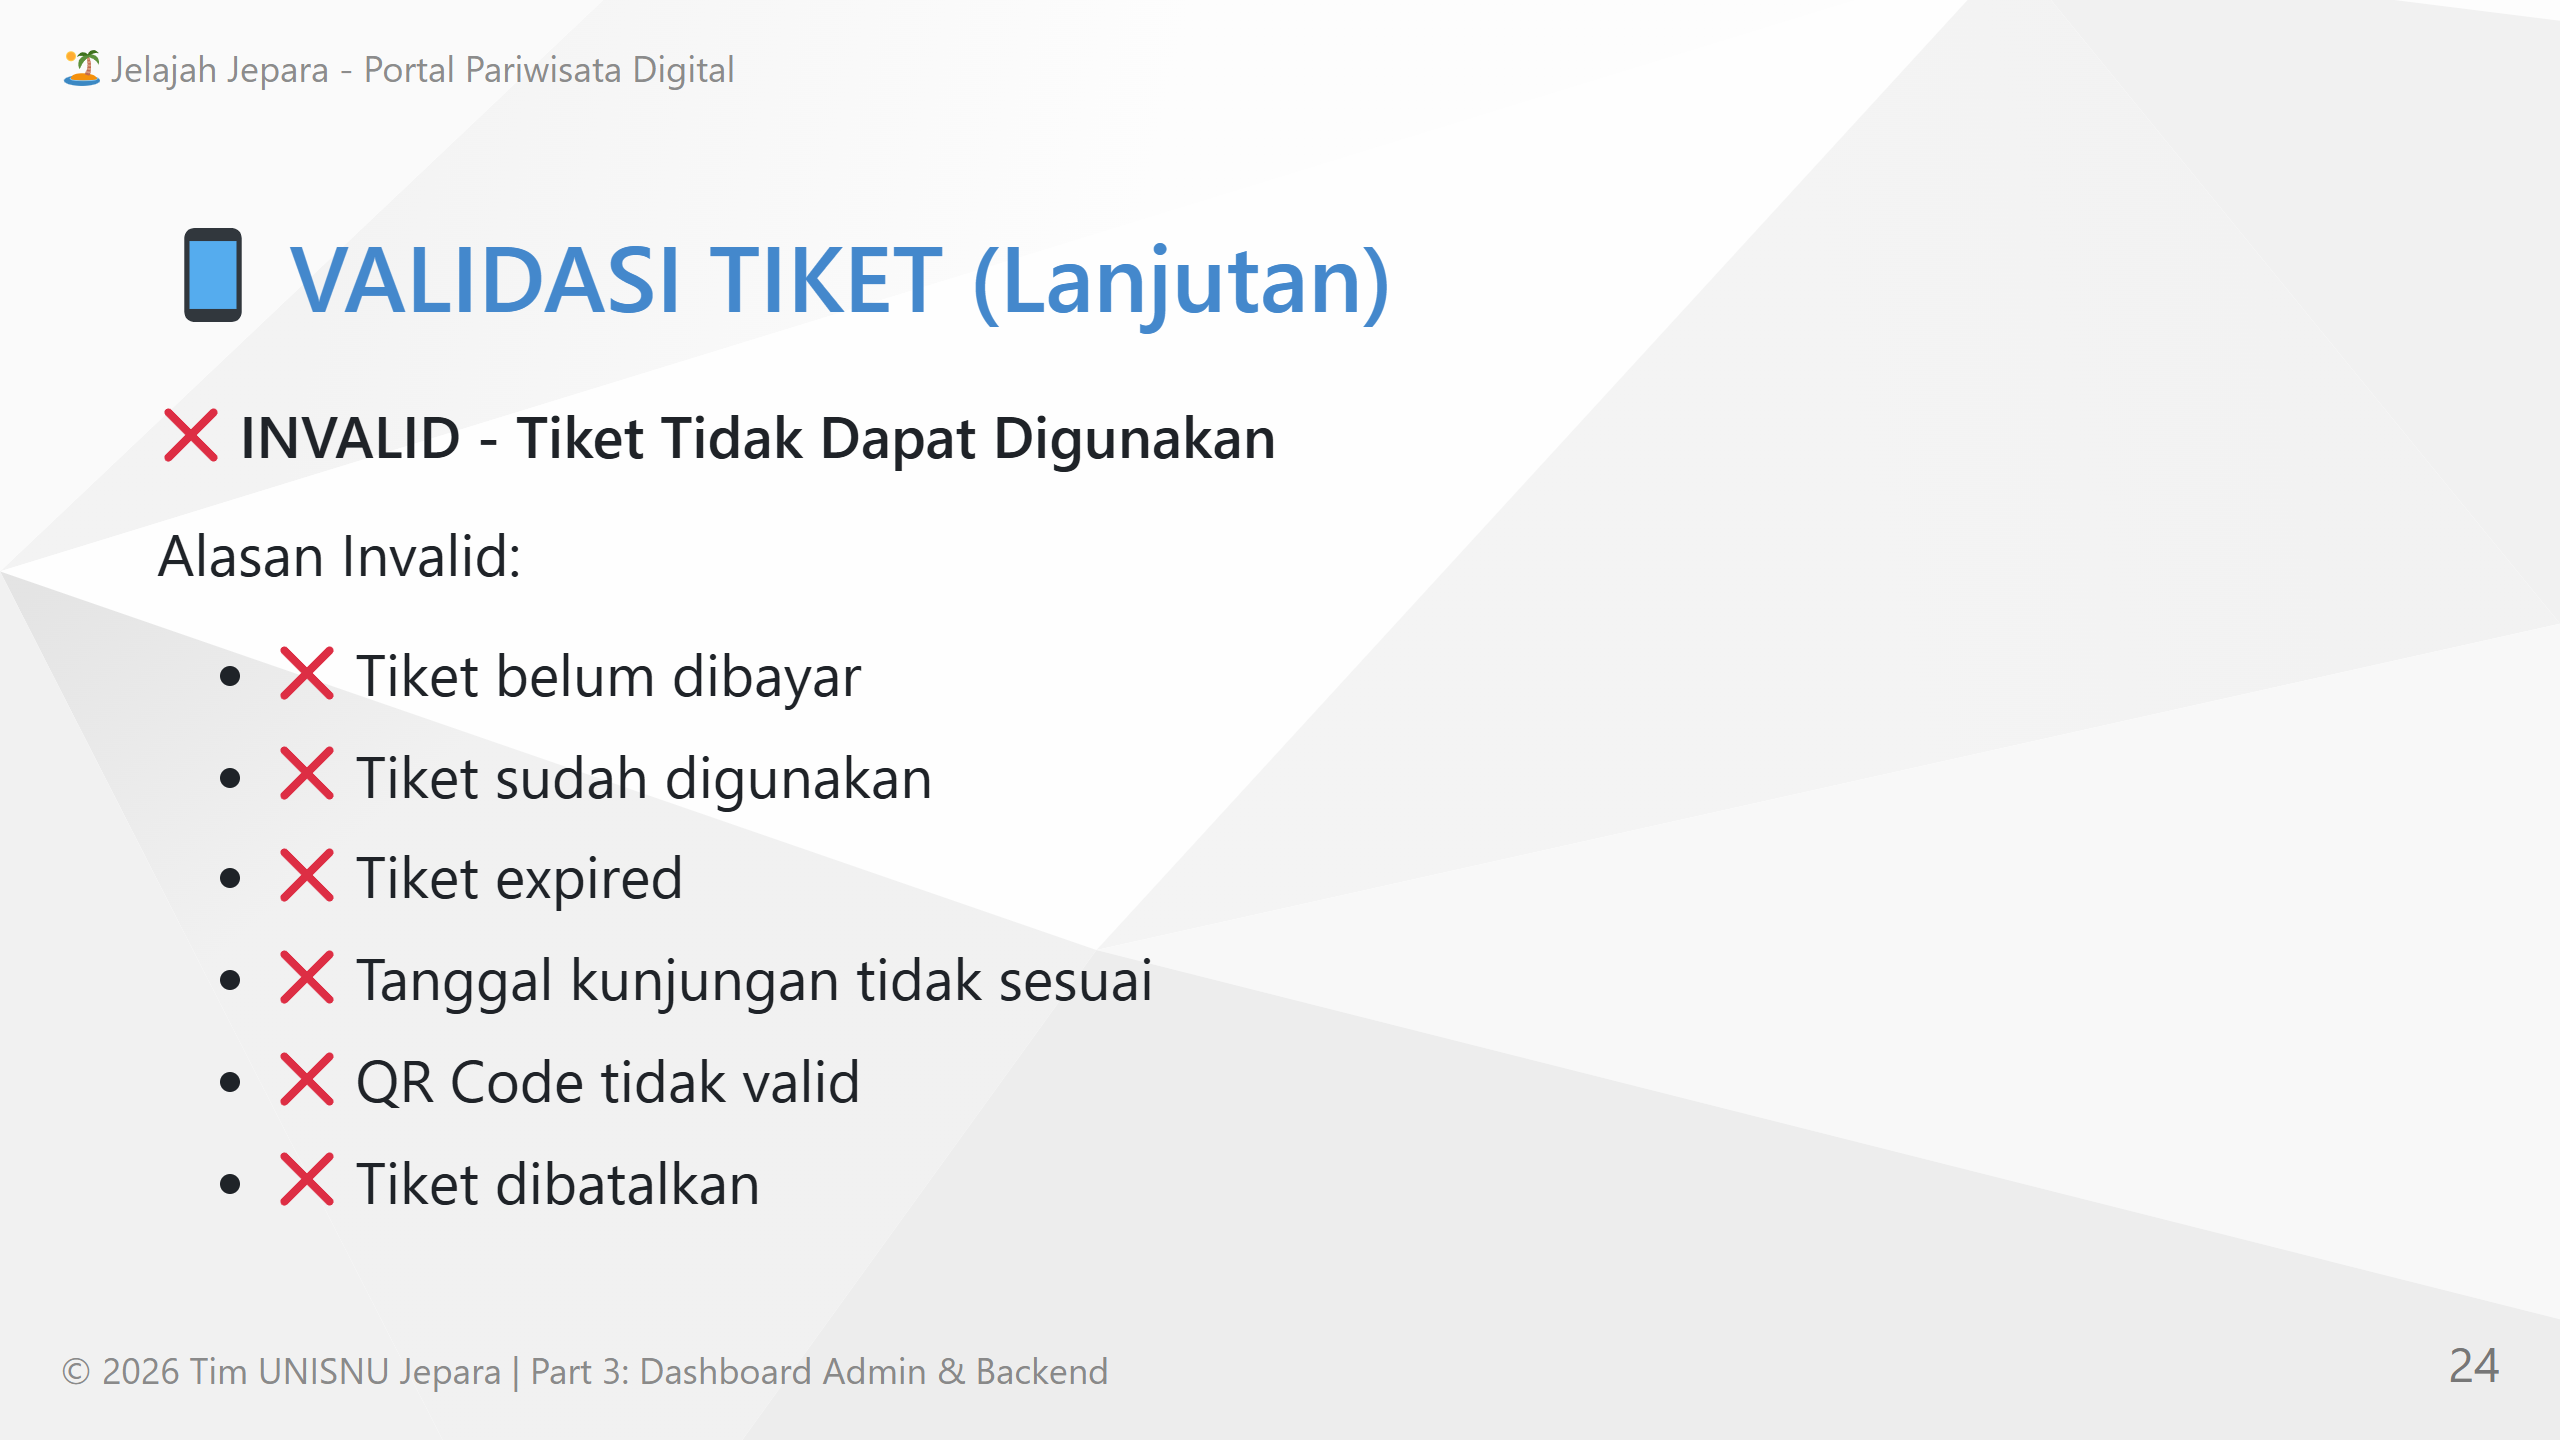 Jelajah Jepara - Portal Pariwisata Digital
VALIDASI TIKET (Lanjutan)
❌ INVALID - Tiket Tidak Dapat Digunakan
Alasan Invalid:
• ❌ Tiket belum dibayar
• ❌ Tiket sudah digunakan
• ❌ Tiket expired
• ❌ Tanggal kunjungan tidak sesuai
• ❌ QR Code tidak valid
• ❌ Tiket dibatalkan
© 2026 Tim UNISNU Jepara | Part 3: Dashboard Admin & Backend
24